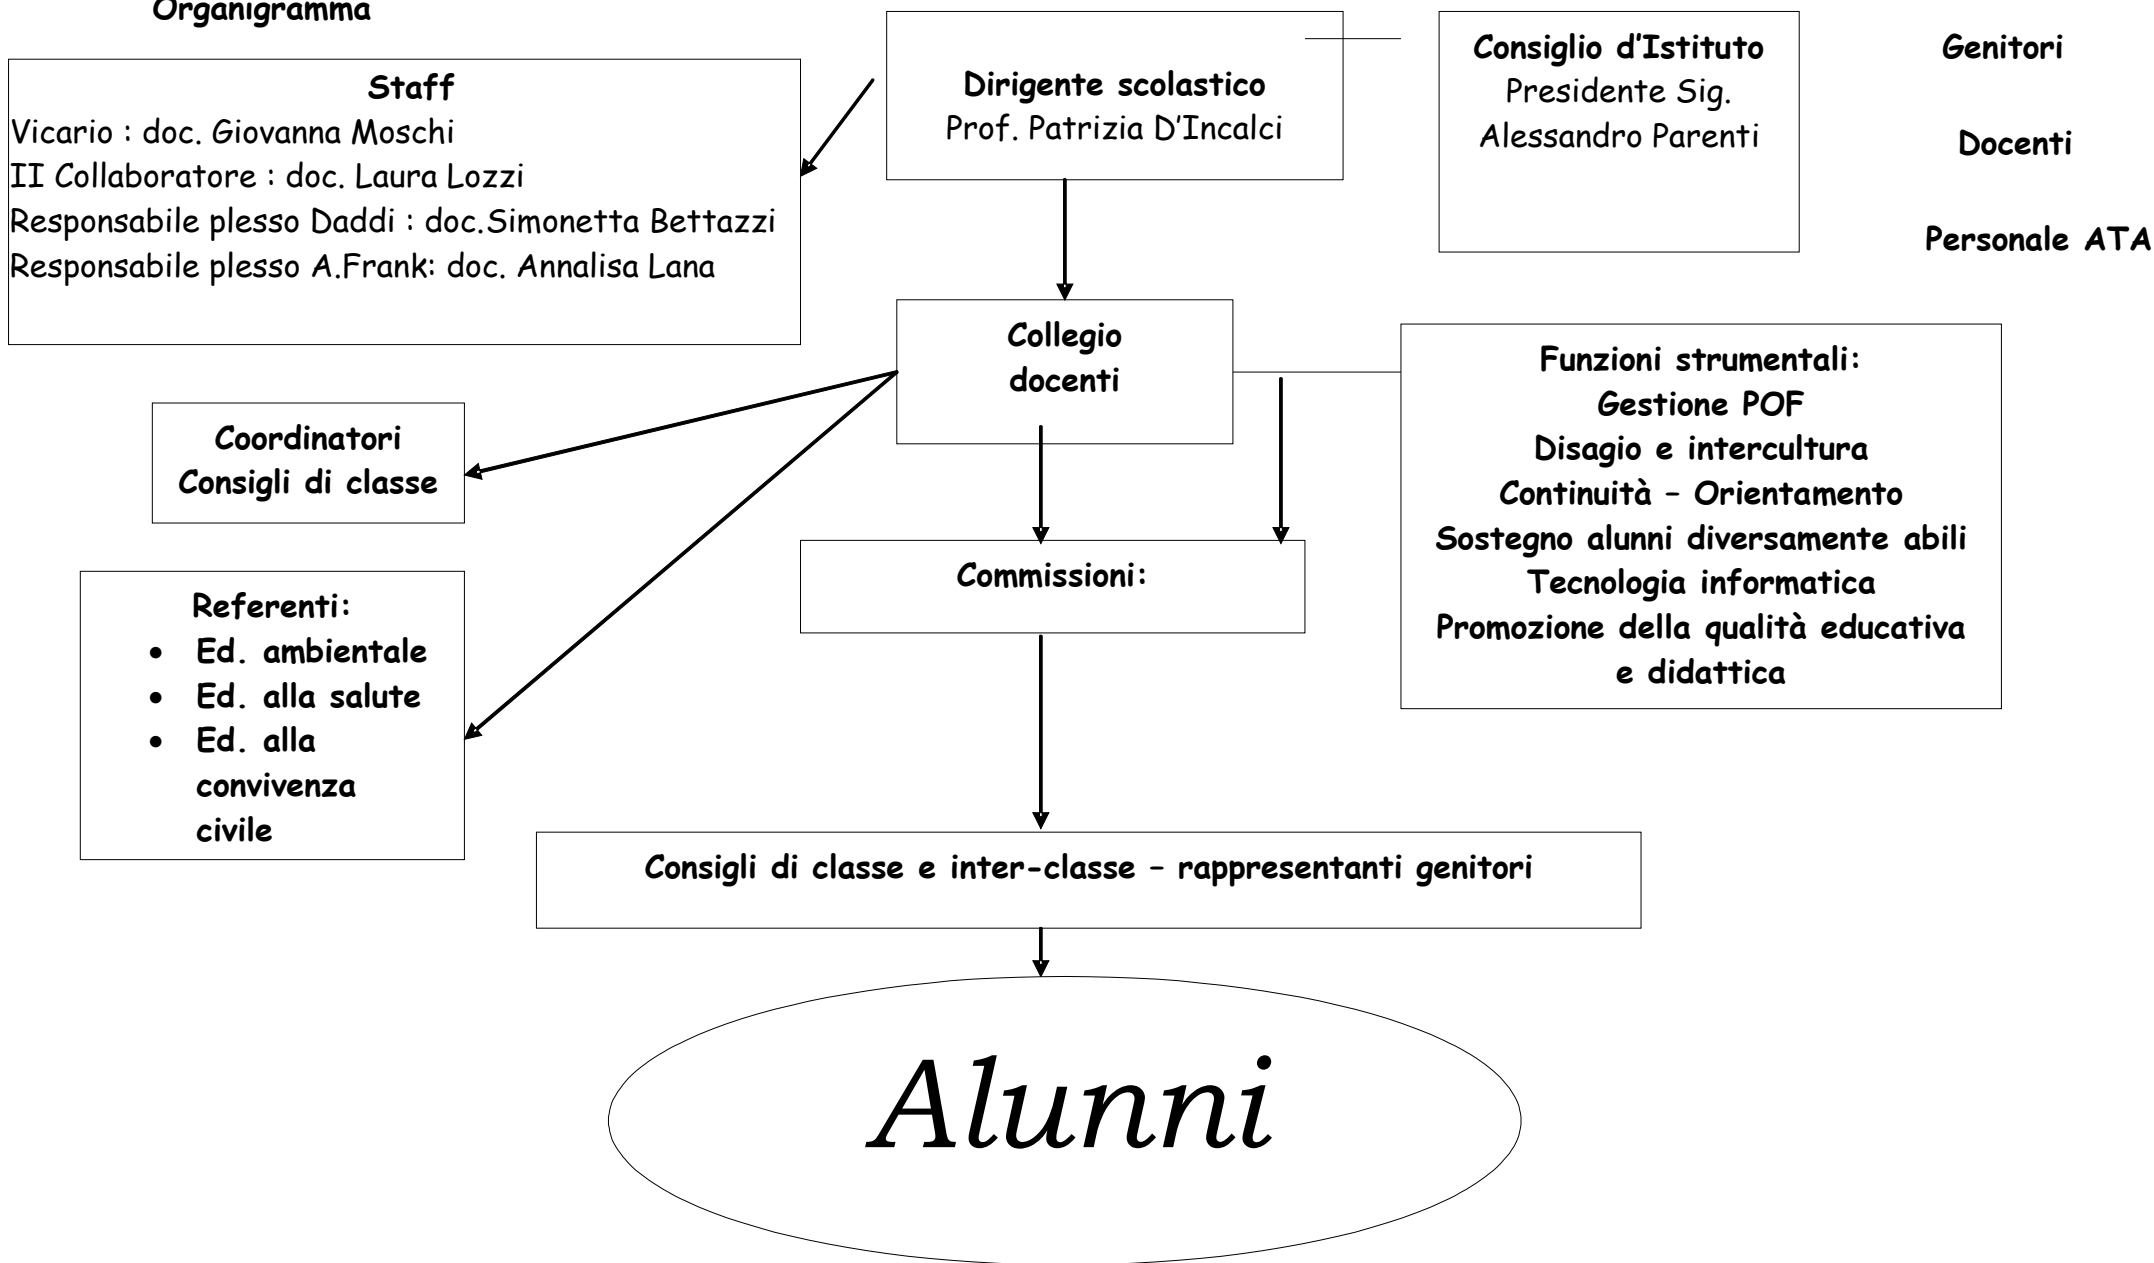 Organigramma
Staff
Vicario : doc. Giovanna Moschi
II Collaboratore : doc. Laura Lozzi
Responsabile plesso Daddi : doc.Simonetta Bettazzi
Responsabile plesso A.Frank: doc. Annalisa Lana
Dirigente scolastico
Prof. Patrizia D'Incalci
Consiglio d'Istituto
Presidente Sig.
Alessandro Parenti
Genitori
Docenti
Personale ATA
Collegio
docenti
Funzioni strumentali:
Gestione POF
Disagio e intercultura
Continuità – Orientamento
Sostegno alunni diversamente abili
Tecnologia informatica
Promozione della qualità educativa
e didattica
Coordinatori
Consigli di classe
Referenti:
• Ed. ambientale
• Ed. alla salute
• Ed. alla
convivenza
civile
Commissioni:
Consigli di classe e inter-classe – rappresentanti genitori
Alunni